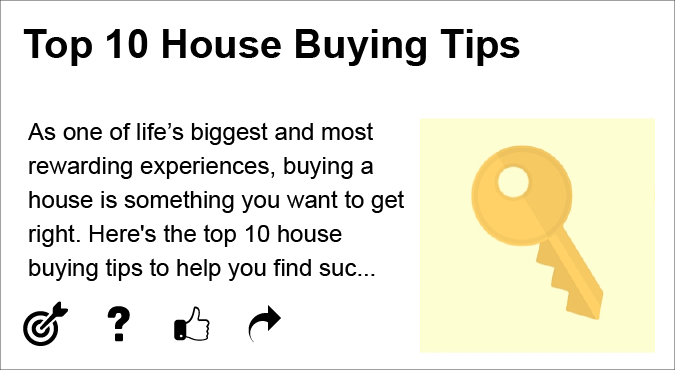 Top 10 House Buying Tips
As one of life’s biggest and most
rewarding experiences, buying a
house is something you want to get
right. Here's the top 10 house
buying tips to help you find suc...